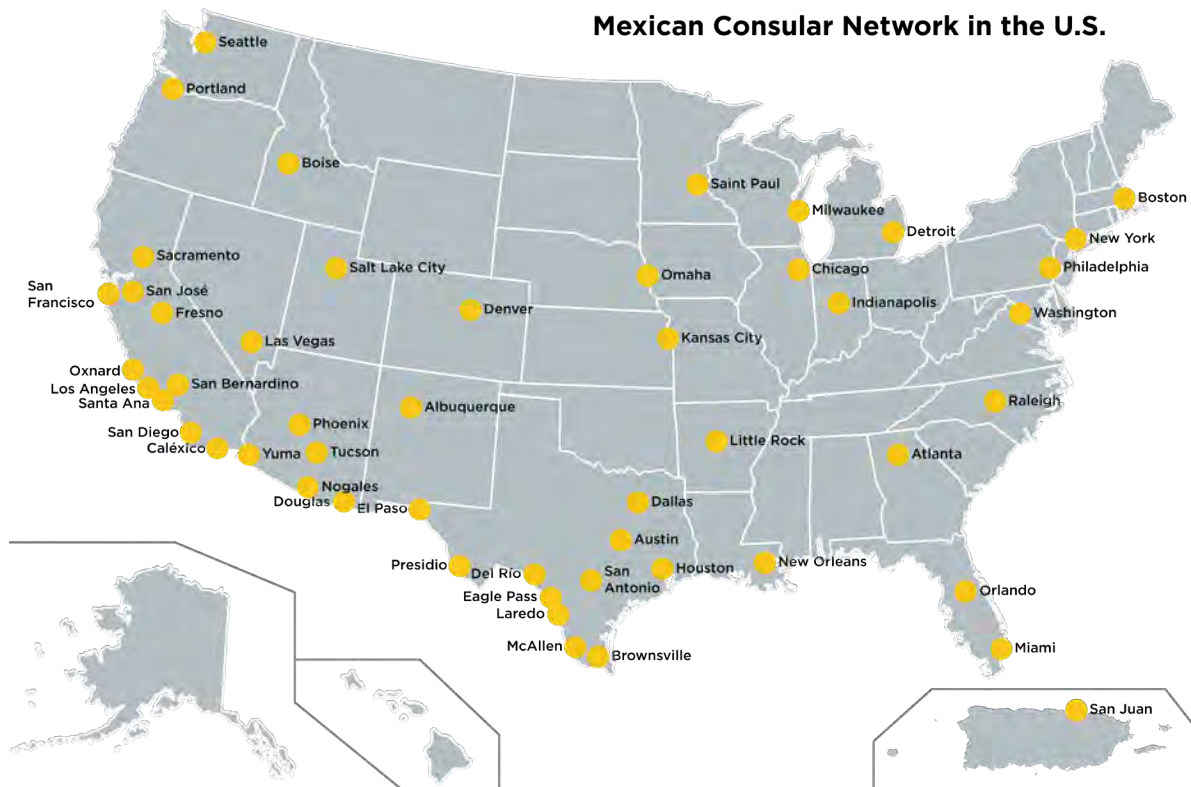 Mexican Consular Network in the U.S.
Seattle
Portland
Boise
Saint Paul
Milwaukee
Detroit
Boston
New York
Philadelphia
Sacramento
Salt Lake City
Omaha
Chicago
San
Francisco
San José
Fresno
Denver
Indianapolis
Washington
Las Vegas
Kansas City
Oxnard
Los Angeles
Santa Ana
San Bernardino
Albuquerque
Raleigh
San Diego
Caléxico
Phoenix
Yuma
Tucson
Little Rock
Atlanta
Nogales
Douglas
El Paso
Dallas
Austin
Presidio
Del Río
San
Antonio
Houston
New Orleans
Eagle Pass
Laredo
Orlando
McAllen
Brownsville
Miami
San Juan